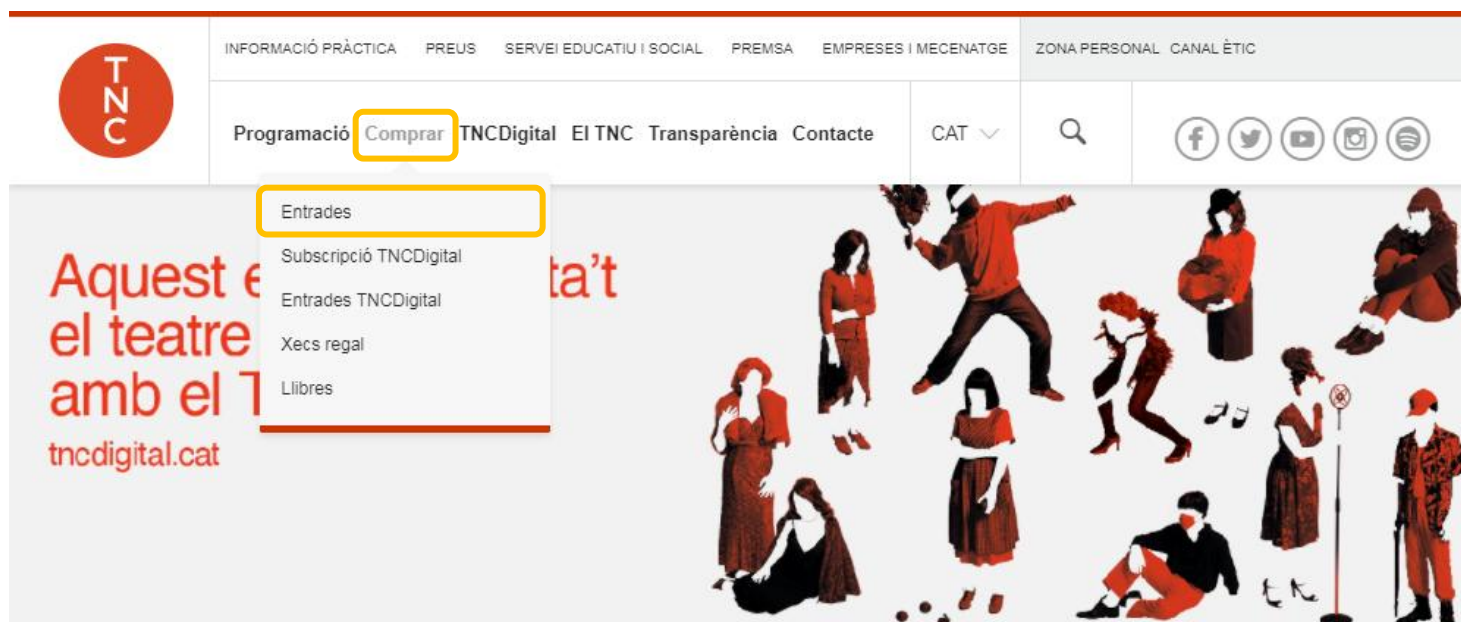 INFORMACIÓ PRÀCTICA PREUS SERVEI EDUCATIU I SOCIAL PREMSA EMPRESES I MECENATGE ZONA PERSONAL CANAL ÈTIC
T
N
C
Programació Comprar TNCDigital El TNC Transparència Contacte CAT
Entrades
Subscripció TNCDigital
Entrades TNCDigital
Xecs regal
Llibres
Aquest
el teatre
amb el
tncdigital.cat